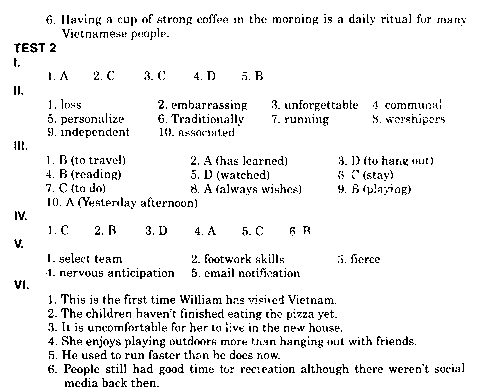 6. Having a cup of strong coffee in the morning is a daily ritual for many
Vietnamese people.
TEST 2
I.
1. A 2. C 3. C 4. D 5. B
II.
1. loss 2. embarrassing 3. unforgettable 4 communal
5. personalize 6. Traditionally 7. running 8. worshipers
9. independent 10. associated
III.
1. B (to travel) 2. A (has learned) 3. D (to hang out)
4. B (reading) 5. D (watched) 6 C (stay)
7. C (to do) 8. A (always wishes) 9. B (playing)
10. A (Yesterday afternoon)
IV.
1. C 2. B 3. D 4. A 5. C 6 B
V.
1. select team 2. footwork skills 3. fierce
4. nervous anticipation 5. email notification
VI.
1. This is the first time William has visited Vietnam.
2. The children haven't finished eating the pizza yet.
3. It is uncomfortable for her to live in the new house.
4. She enjoys playing outdoors more than hanging out with friends.
5. He used to run faster than he does now.
6. People still had good time for recreation although there weren't social
media back then.